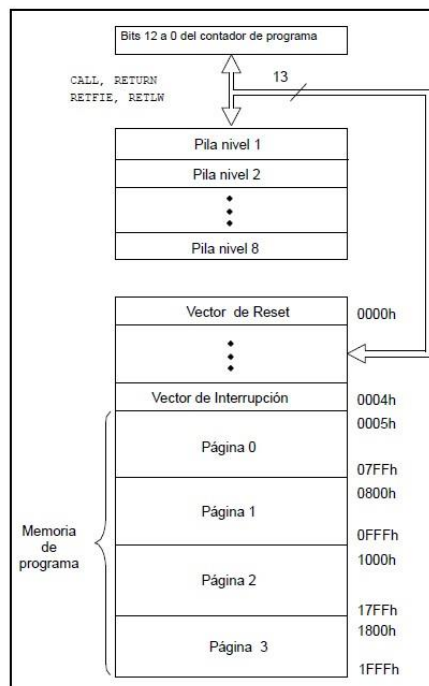 Bits 12 a 0 del contador de programa
CALL, RETURN
RETFIE, RETLW
13
Pila nivel 1
Pila nivel 2
Pila nivel 8
Vector de Reset
0000h
Vector de Interrupción
0004h
0005h
Página 0
07FFh
0800h
Página 1
0FFFh
Memoria
de
programa
1000h
Página 2
17FFh
1800h
Página 3
1FFFh